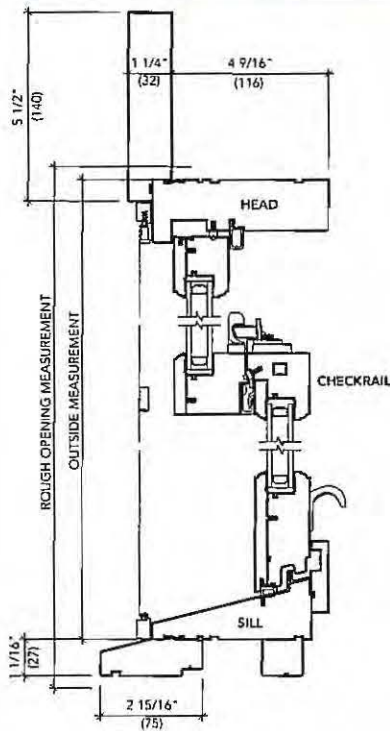 1 1/4"
(32)
4 9/16"
(116)
5 1/2"
(140)
HEAD
ROUGH OPENING MEASUREMENT
OUTSIDE MEASUREMENT
CHECKRAIL
SILL
1 1/16"
(27)
2 15/16"
(75)